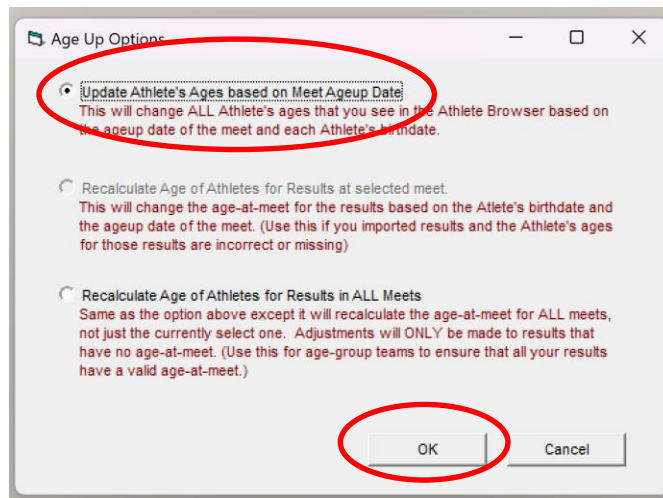 Age Up Options
Update Athlete's Ages based on Meet Ageup Date
This will change ALL Athlete's ages that you see in the Athlete Browser based on
the ageup date of the meet and each Athlete's birthdate.
Recalculate Age of Athletes for Results at selected meet.
This will change the age-at-meet for the results based on the Atlete's birthdate and
the ageup date of the meet. (Use this if you imported results and the Athlete's ages
for those results are incorrect or missing)
Recalculate Age of Athletes for Results in ALL Meets
Same as the option above except it will recalculate the age-at-meet for ALL meets,
not just the currently select one. Adjustments will ONLY be made to results that
have no age-at-meet. (Use this for age-group teams to ensure that all your results
have a valid age-at-meet.)
OK
Cancel